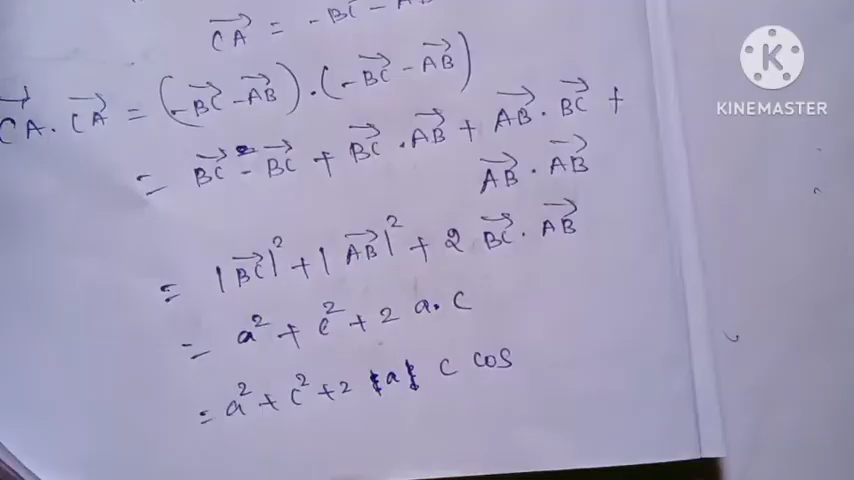 CA = -BC - AB
CA. CA = (-BC - AB) . (-BC - AB)
= BC - BC + BC . AB + AB . BC +
AB . AB
= |BC|² + |AB|² + 2 BC . AB
= a² + c² + 2 a. c
= a² + c² + 2 a c cos
K
KINEMASTER